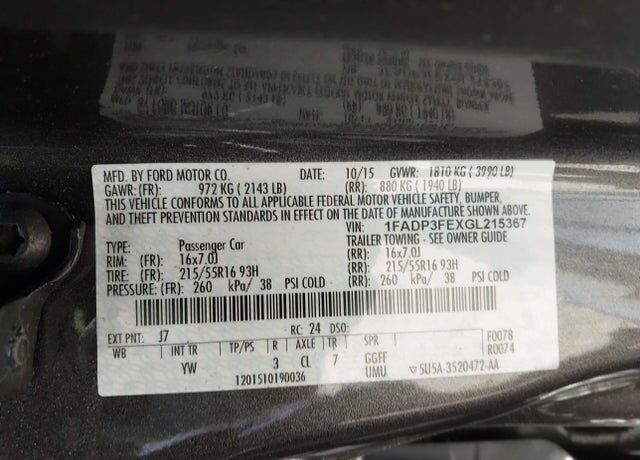 MFD. BY FORD MOTOR CO. DATE: 10/15 GVWR: 1810 KG ( 3990 LB)
GAWR: (FR) 972 KG ( 2143 LB) (RR): 880 KG ( 1940 LB)
THIS VEHICLE CONFORMS TO ALL APPLICABLE FEDERAL MOTOR VEHICLE SAFETY, BUMPER,
AND THEFT PREVENTION STANDARDS IN EFFECT ON THE DATE OF MANUFACTURE SHOWN ABOVE
VIN: 1FADP3FEXGL215367
TYPE: Passenger Car TRAILER TOWING - SEE OWNER GUIDE
RIM: (FR): 16x7.0J (RR): 16x7.0J
TIRE: (FR): 215/55R16 93H (RR): 215/55R16 93H
PRESSURE: (FR): 260 kPa/ 38 PSI COLD (RR): 260 kPa/ 38 PSI COLD
EXT PNT: J7 RC: 24 DSO: F0078
WB INT TR TP/PS R AXLE TR SPR R0074
YW 3 CL 7 GGFF
UMU 5U5A-3520472-AA
1201510190036